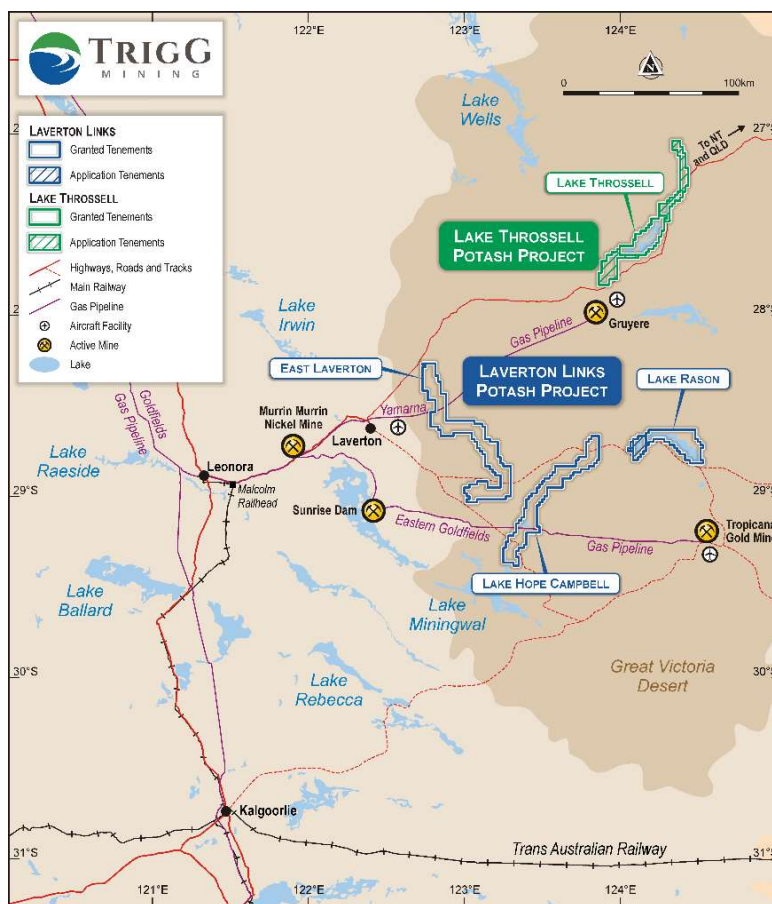 TRIGG
MINING
LAVERTON LINKS
Granted Tenements
Application Tenements
LAKE THROSSELL
Granted Tenements
Application Tenements
Highways, Roads and Tracks
Main Railway
Gas Pipeline
Aircraft Facility
Active Mine
Lake
121°E
122°E
123°E
124°E
0
100km
N
Lake
Wells
27°S
To NT
and QLD
LAKE THROSSELL
LAKE THROSSELL
POTASH PROJECT
Gruyere
28°S
Gas Pipeline
Lake
Irwin
EAST LAVERTON
LAVERTON LINKS
POTASH PROJECT
LAKE RASON
Murrin Murrin
Nickel Mine
Yamarna
Laverton
Goldfields
Gas Pipeline
Lake
Raeside
Leonora
Malcolm
Railhead
29°S
29°S
Sunrise Dam
Eastern Goldfields
Gas Pipeline
Tropicana
Gold Mine
LAKE HOPE CAMPBELL
Lake
Ballard
Lake
Miningwal
30°S
30°S
Lake
Rebecca
Great Victoria
Desert
Kalgoorlie
Trans Australian Railway
31°S
31°S
121°E
122°E
123°E
124°E